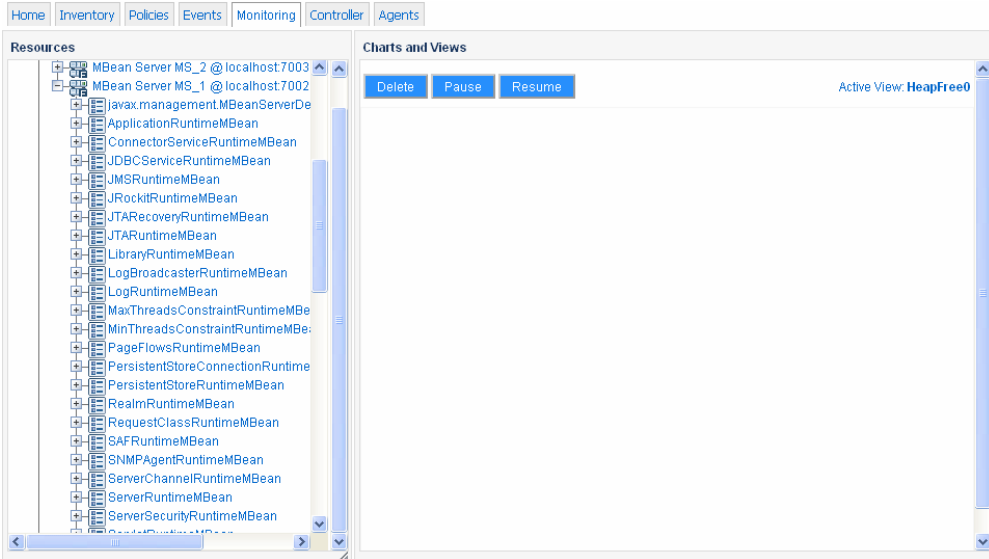 Home Inventory Policies Events Monitoring Controller Agents
Resources
MBean Server MS_2 @ localhost:7003
MBean Server MS_1 @ localhost:7002
javax.management.MBeanServerDe
ApplicationRuntimeMBean
ConnectorServiceRuntimeMBean
JDBCServiceRuntimeMBean
JMSRuntimeMBean
JRockitRuntimeMBean
JTARecoveryRuntimeMBean
JTARuntimeMBean
LibraryRuntimeMBean
LogBroadcasterRuntimeMBean
LogRuntimeMBean
MaxThreadsConstraintRuntimeMBe
MinThreadsConstraintRuntimeMBe
PageFlowsRuntimeMBean
PersistentStoreConnectionRuntime
PersistentStoreRuntimeMBean
RealmRuntimeMBean
RequestClassRuntimeMBean
SAFRuntimeMBean
SNMPAgentRuntimeMBean
ServerChannelRuntimeMBean
ServerRuntimeMBean
ServerSecurityRuntimeMBean
Charts and Views
Delete Pause Resume Active View: HeapFree0